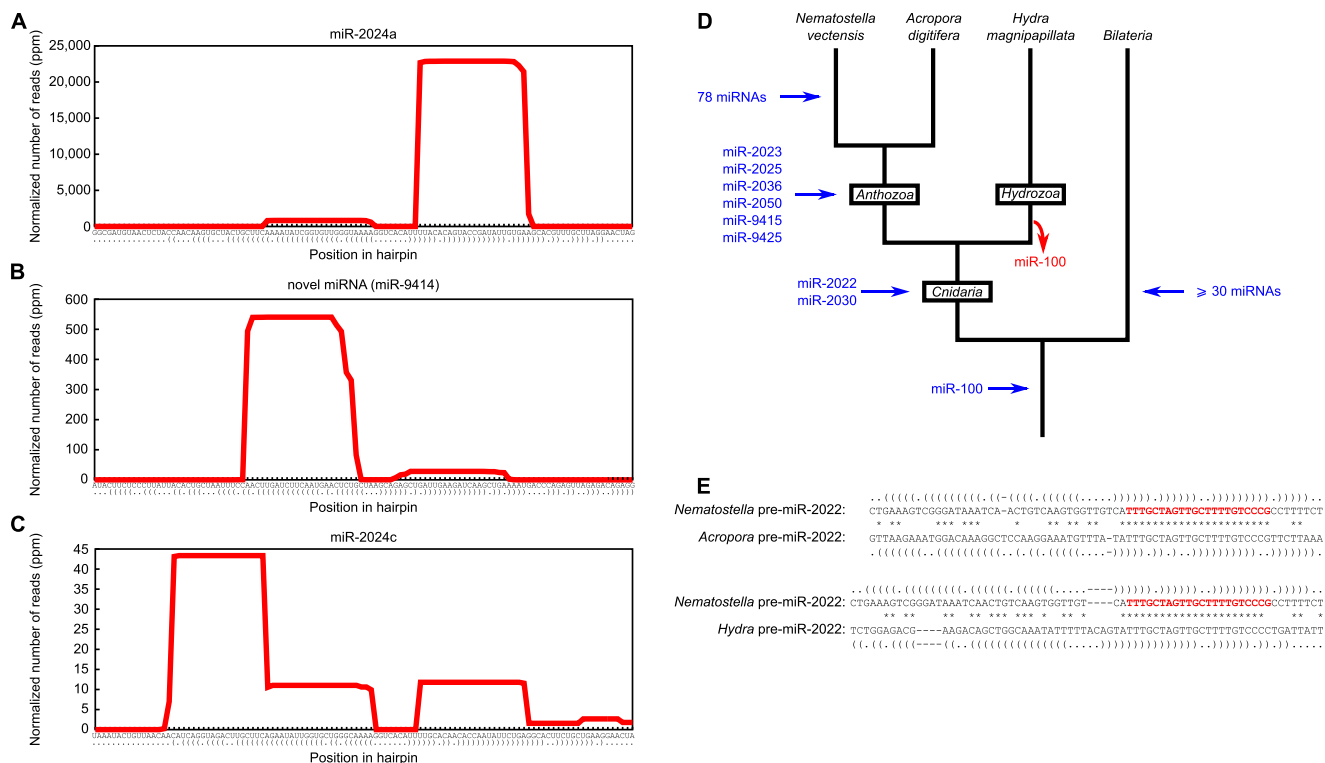 A
miR-2024a
Normalized number of reads (ppm)
25,000
20,000
15,000
10,000
5,000
0
Position in hairpin
B
novel miRNA (miR-9414)
Normalized number of reads (ppm)
600
500
400
300
200
100
0
Position in hairpin
C
miR-2024c
Normalized number of reads (ppm)
45
40
35
30
25
20
15
10
5
0
Position in hairpin
D
Nematostella vectensis
Acropora digitifera
Hydra magnipapillata
Bilateria
78 miRNAs
miR-2023
miR-2025
miR-2036
miR-2050
miR-9415
miR-9425
Anthozoa
Hydrozoa
miR-100
miR-2022
miR-2030
Cnidaria
⩾ 30 miRNAs
miR-100
E
Nematostella pre-miR-2022: CTGAAAGTCGGGATAAATCA-ACTGTCAAGTGGTTGTCATTTGCTAGTTGCTTTTGTCCCGCCTTTTCT
Acropora pre-miR-2022: GTTAAGAAATGGACAAAGGCTCCAAGGAAATGTTTA-TATTTGCTAGTTGCTTTTGTCCCGTTCTTAAA
Nematostella pre-miR-2022: CTGAAAGTCGGGATAAATCAACTGTCAAGTGGTTGT----CATTTGCTAGTTGCTTTTGTCCCGCCTTTTCT
Hydra pre-miR-2022: TCTGGAGACG----AAGACAGCTGGCAAATATTTTTACAGTATTTGCTAGTTGCTTTTGTCCCCTGATTATT